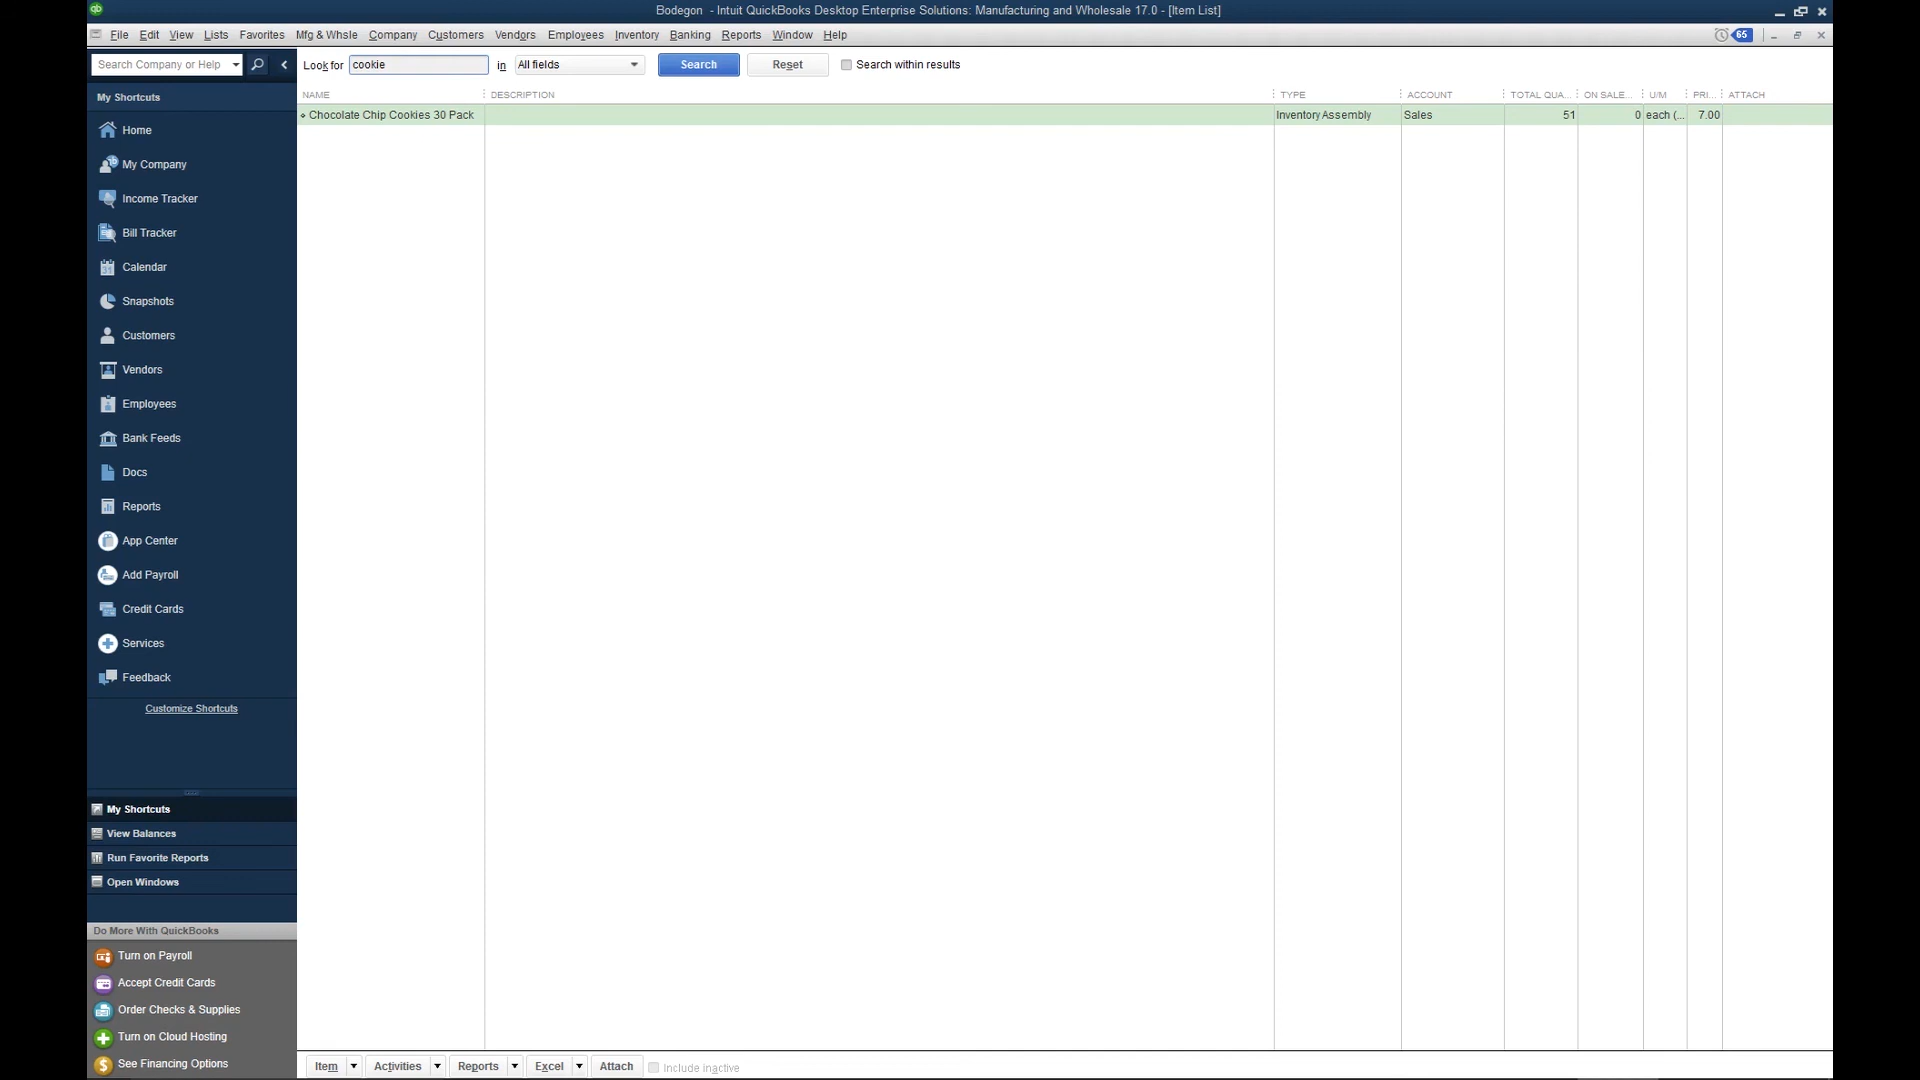 Bodegon - Intuit QuickBooks Desktop Enterprise Solutions: Manufacturing and Wholesale 17.0 - [Item List]
File Edit View Lists Favorites Mfg & Whsle Company Customers Vendors Employees Inventory Banking Reports Window Help
65
Search Company or Help
Look for cookie in All fields Search Reset Search within results
My Shortcuts
Home
My Company
Income Tracker
Bill Tracker
Calendar
Snapshots
Customers
Vendors
Employees
Bank Feeds
Docs
Reports
App Center
Add Payroll
Credit Cards
Services
Feedback
Customize Shortcuts
My Shortcuts
View Balances
Run Favorite Reports
Open Windows
Do More With QuickBooks
Turn on Payroll
Accept Credit Cards
Order Checks & Supplies
Turn on Cloud Hosting
See Financing Options
NAME DESCRIPTION TYPE ACCOUNT TOTAL QUA... ON SALE... U/M PRI... ATTACH
Chocolate Chip Cookies 30 Pack Inventory Assembly Sales 51 0 each (... 7.00
Item Activities Reports Excel Attach Include inactive